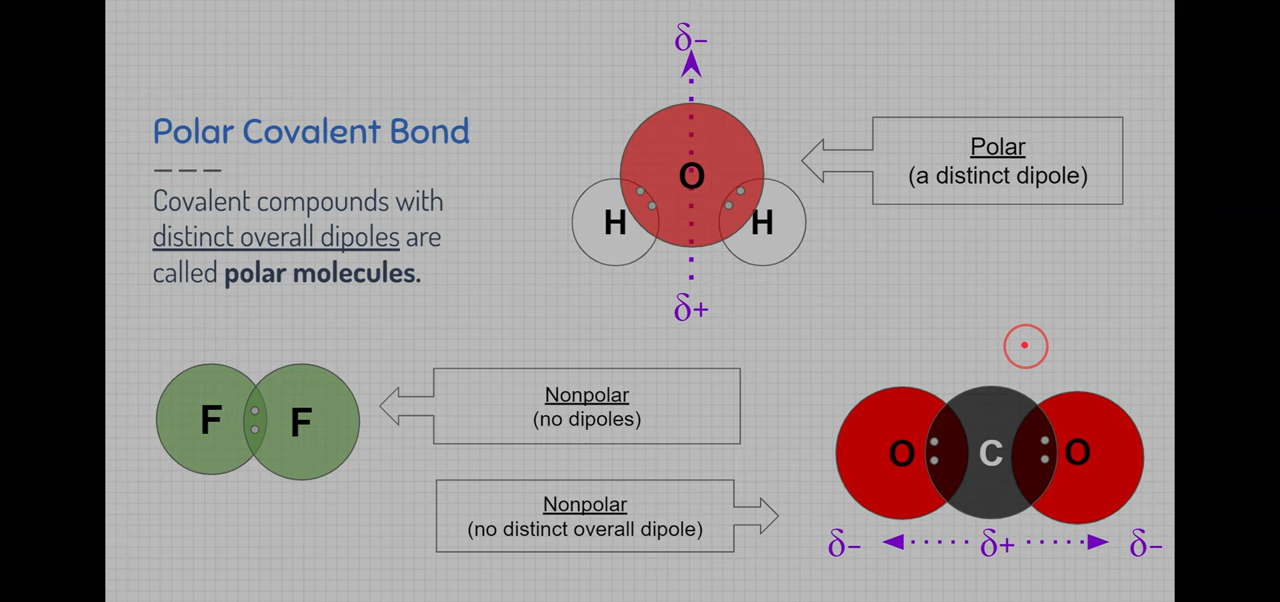 Polar Covalent Bond
Covalent compounds with
distinct overall dipoles are
called polar molecules.
δ-
O
H
H
δ+
Polar
(a distinct dipole)
F
F
Nonpolar
(no dipoles)
Nonpolar
(no distinct overall dipole)
O
C
O
δ-
δ+
δ-